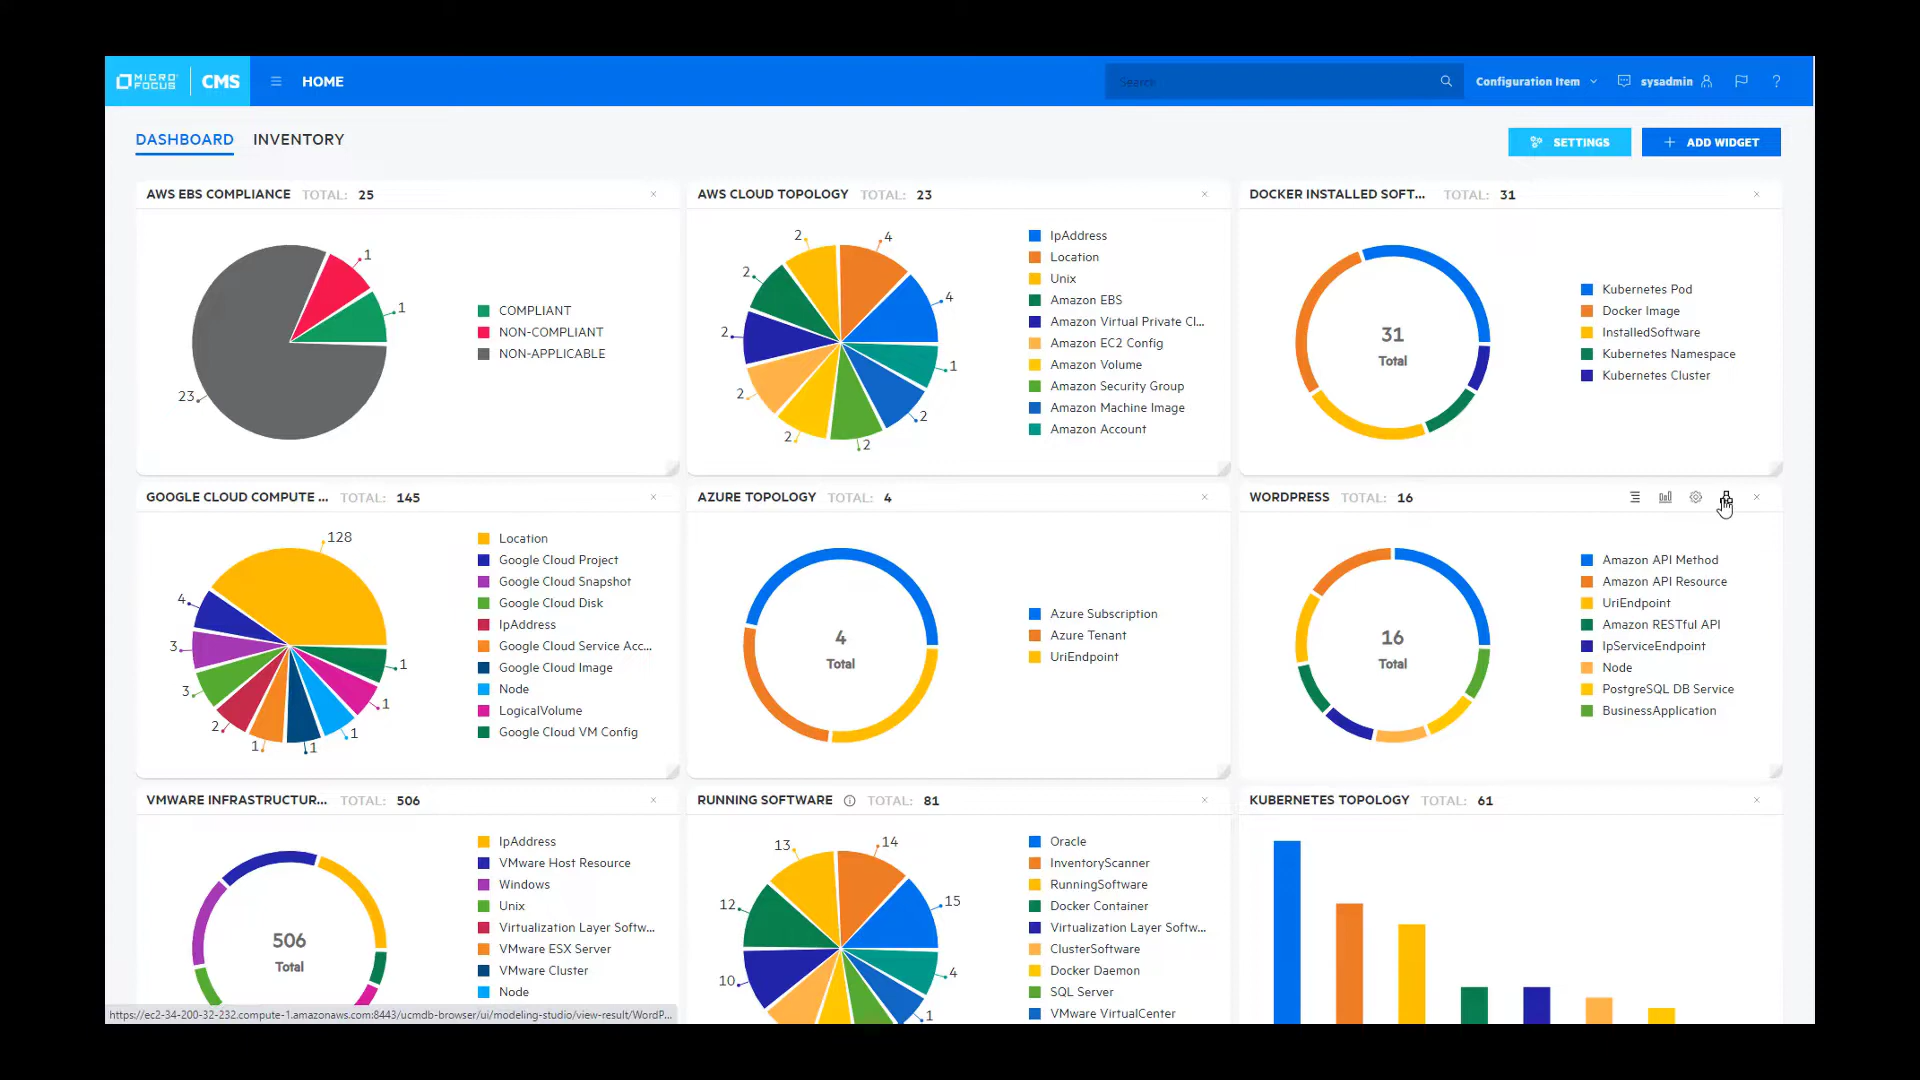 MICRO FOCUS | CMS HOME Search Configuration Item sysadmin ?
DASHBOARD INVENTORY SETTINGS + ADD WIDGET
AWS EBS COMPLIANCE TOTAL: 25
1
1
23
COMPLIANT
NON-COMPLIANT
NON-APPLICABLE
AWS CLOUD TOPOLOGY TOTAL: 23
2
4
2
4
2
1
2
2
2
2
IpAddress
Location
Unix
Amazon EBS
Amazon Virtual Private Cl...
Amazon EC2 Config
Amazon Volume
Amazon Security Group
Amazon Machine Image
Amazon Account
DOCKER INSTALLED SOFT... TOTAL: 31
31
Total
Kubernetes Pod
Docker Image
InstalledSoftware
Kubernetes Namespace
Kubernetes Cluster
GOOGLE CLOUD COMPUTE ... TOTAL: 145
128
4
3
1
3
1
2
1
1
1
Location
Google Cloud Project
Google Cloud Snapshot
Google Cloud Disk
IpAddress
Google Cloud Service Acc...
Google Cloud Image
Node
LogicalVolume
Google Cloud VM Config
AZURE TOPOLOGY TOTAL: 4
4
Total
Azure Subscription
Azure Tenant
UriEndpoint
WORDPRESS TOTAL: 16
16
Total
Amazon API Method
Amazon API Resource
UriEndpoint
Amazon RESTful API
IpServiceEndpoint
Node
PostgreSQL DB Service
BusinessApplication
VMWARE INFRASTRUCTUR... TOTAL: 506
506
Total
IpAddress
VMware Host Resource
Windows
Unix
Virtualization Layer Softw...
VMware ESX Server
VMware Cluster
Node
RUNNING SOFTWARE TOTAL: 81
13
14
12
15
10
4
1
Oracle
InventoryScanner
RunningSoftware
Docker Container
Virtualization Layer Softw...
ClusterSoftware
Docker Daemon
SQL Server
VMware VirtualCenter
KUBERNETES TOPOLOGY TOTAL: 61
https://ec2-34-200-32-232.compute-1.amazonaws.com:8443/ucmdb-browser/ui/modeling-studio/view-result/WordP...